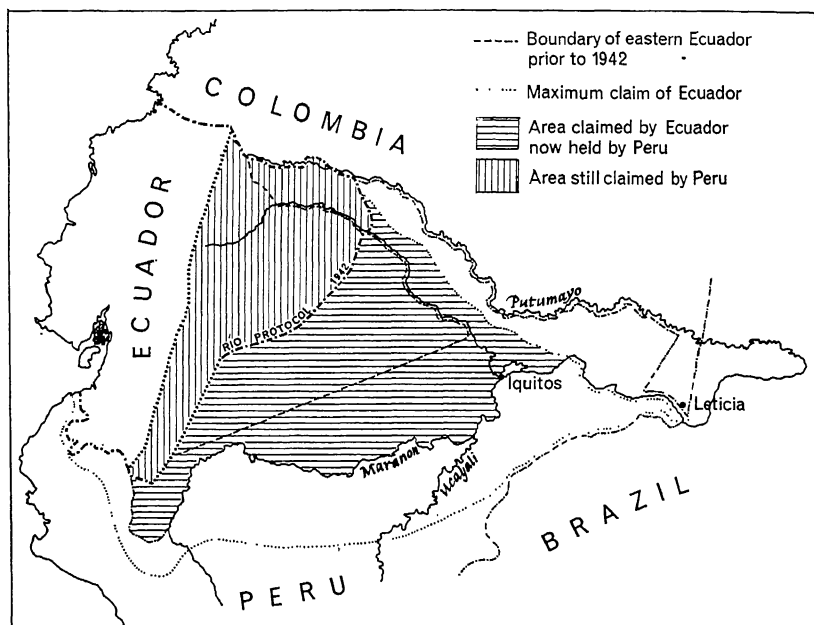 Boundary of eastern Ecuador
prior to 1942
Maximum claim of Ecuador
Area claimed by Ecuador
now held by Peru
Area still claimed by Peru
COLOMBIA
ECUADOR
RIO PROTOCOL 1942
Putumayo
Iquitos
Leticia
Maranon
Ucayali
BRAZIL
PERU